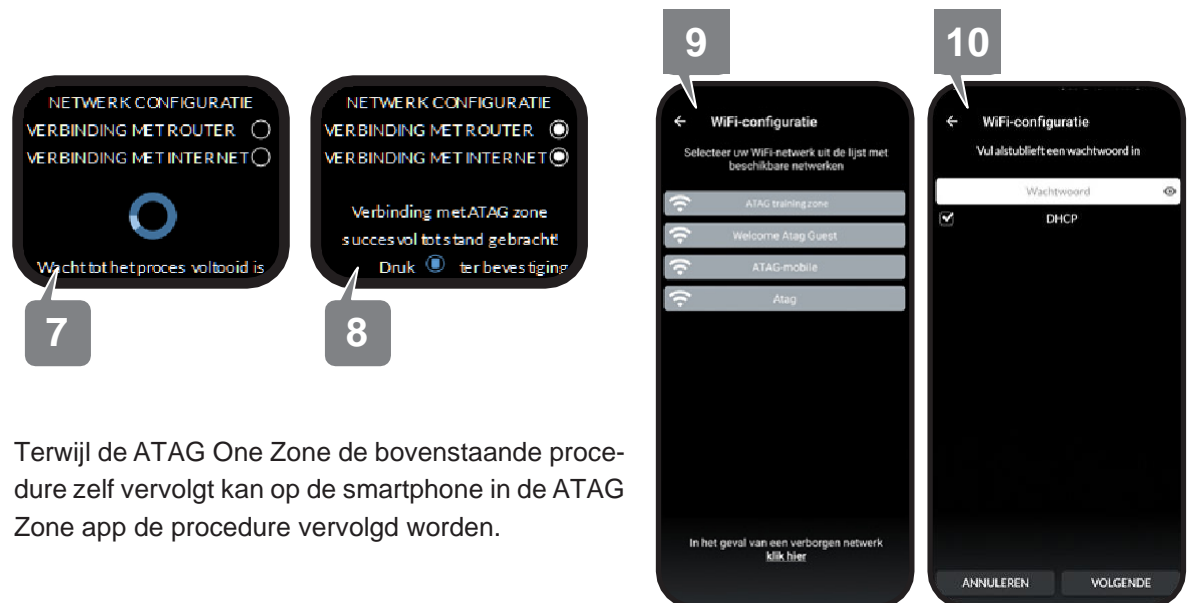 7
NETWERK CONFIGURATIE
VERBINDING MET ROUTER
VERBINDING MET INTERNET
Wacht tot het proces voltooid is
8
NETWERK CONFIGURATIE
VERBINDING MET ROUTER
VERBINDING MET INTERNET
Verbinding met ATAG zone
succesvol tot stand gebracht!
Druk ter bevestiging
Terwijl de ATAG One Zone de bovenstaande proce-
dure zelf vervolgt kan op de smartphone in de ATAG
Zone app de procedure vervolgd worden.
9
WiFi-configuratie
Selecteer uw WiFi-netwerk uit de lijst met
beschikbare netwerken
ATAG training zone
Welcome Atag Guest
ATAG-mobile
Atag
In het geval van een verborgen netwerk
klik hier
10
WiFi-configuratie
Vul alstublieft een wachtwoord in
Wachtwoord
DHCP
ANNULEREN VOLGENDE